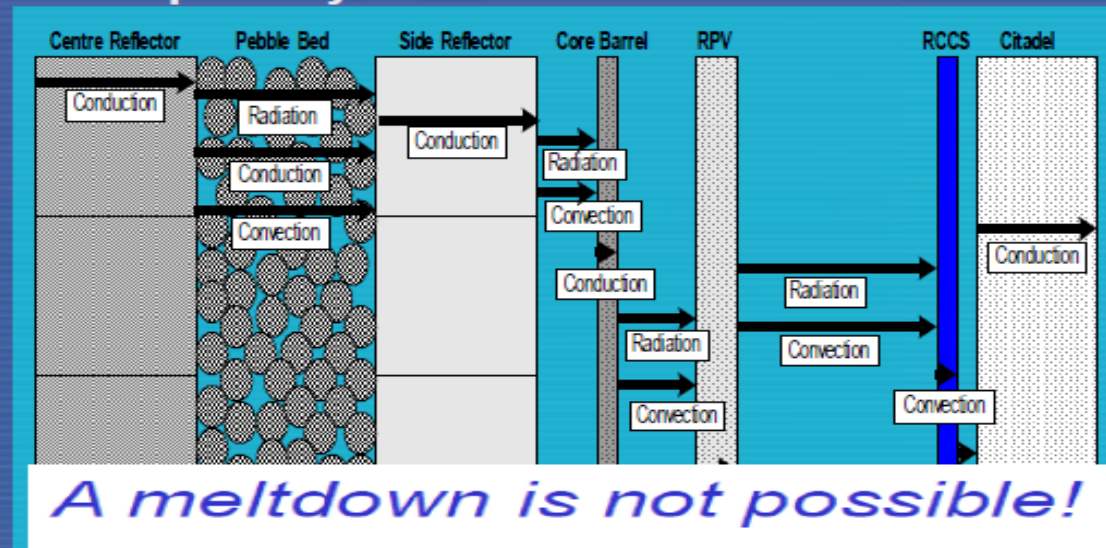 Centre Reflector Pebble Bed Side Reflector Core Barrel RPV RCCS Citadel
Conduction
Radiation
Conduction
Conduction
Radiation
Convection
Convection
Conduction
Conduction
Radiation
Radiation
Convection
Convection
Convection
A meltdown is not possible!